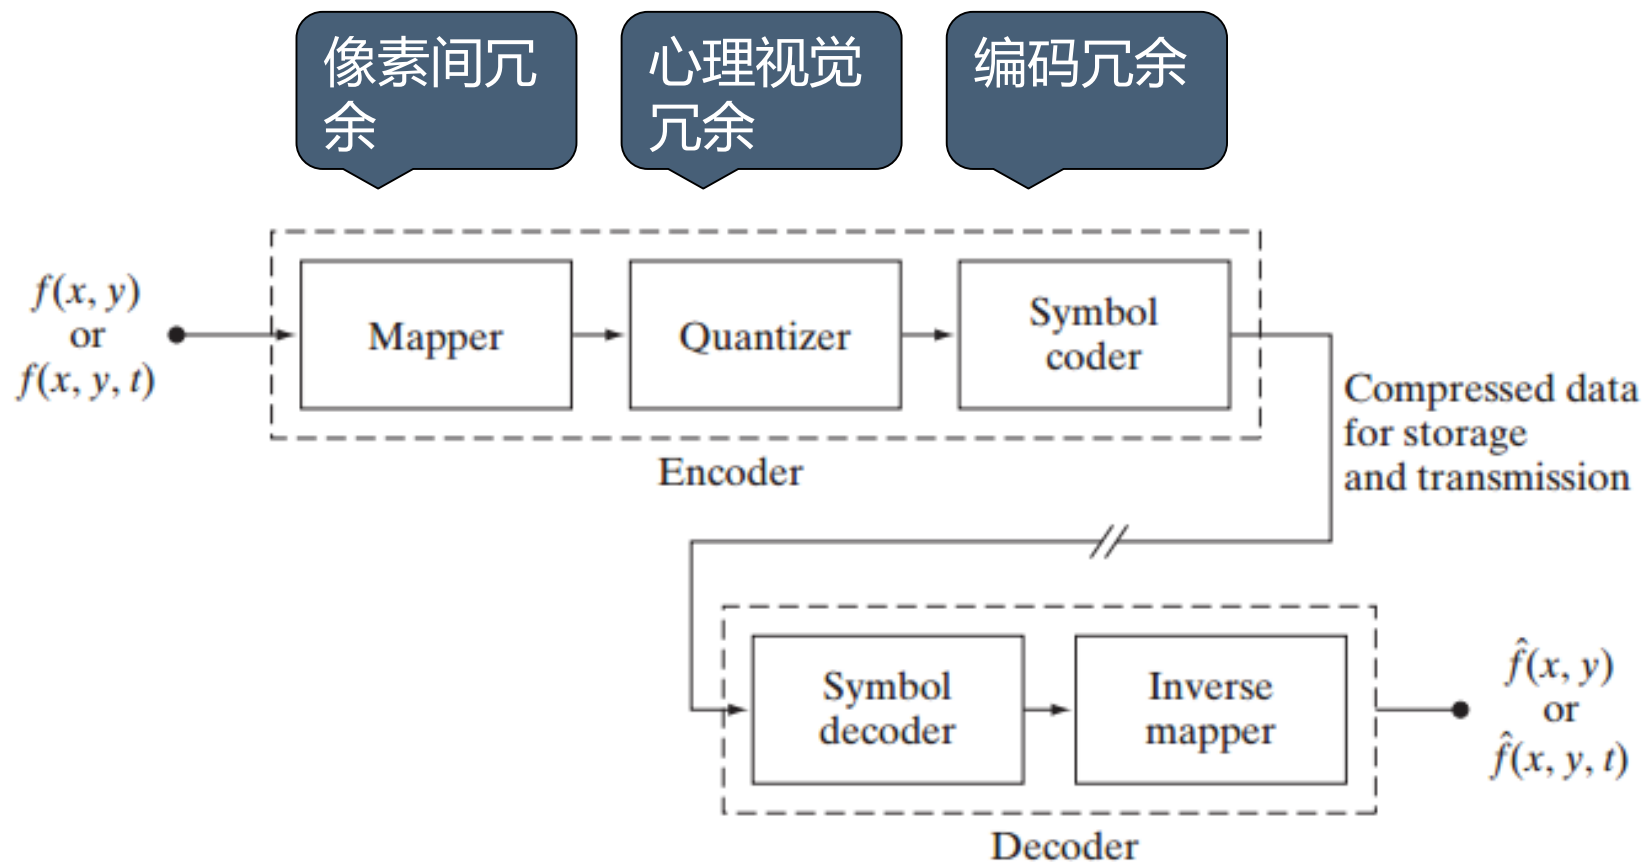 像素间冗
余
心理视觉
冗余
编码冗余
f(x, y)
or
f(x, y, t)
Mapper
Quantizer
Symbol
coder
Encoder
Compressed data
for storage
and transmission
Symbol
decoder
Inverse
mapper
Decoder
f̂(x, y)
or
f̂(x, y, t)